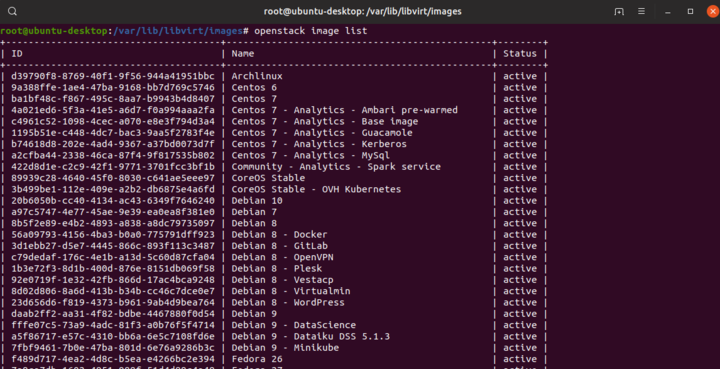 root@ubuntu-desktop: /var/lib/libvirt/images
root@ubuntu-desktop:/var/lib/libvirt/images# openstack image list
+--------------------------------------+-----------------------------------------------+--------+
| ID | Name | Status |
+--------------------------------------+-----------------------------------------------+--------+
| d39790f8-8769-40f1-9f56-944a41951bbc | Archlinux | active |
| 9a388ffe-1ae4-47ba-9168-bb7d769c5746 | Centos 6 | active |
| ba1bf48c-f867-495c-8aa7-b9943b4d8407 | Centos 7 | active |
| 4a021ed6-5f3a-41e5-a6d7-f0a994aaa2fa | Centos 7 - Analytics - Ambari pre-warmed | active |
| c4961c52-1098-4cec-a070-e8e3f794d3a4 | Centos 7 - Analytics - Base image | active |
| 1195b51e-c448-4dc7-bac3-9aa5f2783f4e | Centos 7 - Analytics - Guacamole | active |
| b74618d8-202e-4ad4-9367-a37bd0073d7f | Centos 7 - Analytics - Kerberos | active |
| a2cfba44-2338-46ca-87f4-9f817535b802 | Centos 7 - Analytics - MySql | active |
| 422d8d1e-c2c9-42f1-9771-3701fcc3bf1b | Community - Analytics - Spark service | active |
| 89939c28-4640-45f0-8030-c641ae5eee97 | CoreOS Stable | active |
| 3b499be1-112e-409e-a2b2-db6875e4a6fd | CoreOS Stable - OVH Kubernetes | active |
| 20b6050b-cc40-4134-ac43-6349f7646240 | Debian 10 | active |
| a97c5747-4e77-45ae-9e39-ea0ea8f381e0 | Debian 7 | active |
| 8b5f2e89-e4b2-4893-a838-a8dc79735097 | Debian 8 | active |
| 56a09793-4156-4ba3-b0a0-775791dff923 | Debian 8 - Docker | active |
| 3d1ebb27-d5e7-4445-866c-893f113c3487 | Debian 8 - GitLab | active |
| c79dedaf-176c-4e1b-a13d-5c60d87cfa04 | Debian 8 - OpenVPN | active |
| 1b3e72f3-8d1b-400d-876e-8151db069f58 | Debian 8 - Plesk | active |
| 92e0719f-1e32-42fb-866d-17ac4bca9248 | Debian 8 - Vestacp | active |
| 8d02d806-8a6d-413b-b34b-cc46c7dce0e7 | Debian 8 - Virtualmin | active |
| 23d656d6-f819-4373-b961-9ab4d9bea764 | Debian 8 - WordPress | active |
| daab2ff2-aa31-4f82-bdbe-4467880f0d54 | Debian 9 | active |
| fffe07c5-73a9-4adc-81f3-a0b76f5f4714 | Debian 9 - DataScience | active |
| a5f86717-e57c-4310-bb6a-6e5c7108fd6e | Debian 9 - Dataiku DSS 5.1.3 | active |
| 7fbf9461-7b0e-47ba-801d-6e76a9286b3c | Debian 9 - Minikube | active |
| f489d717-4ea2-4d8c-b5ea-e4266bc2e394 | Fedora 26 | active |